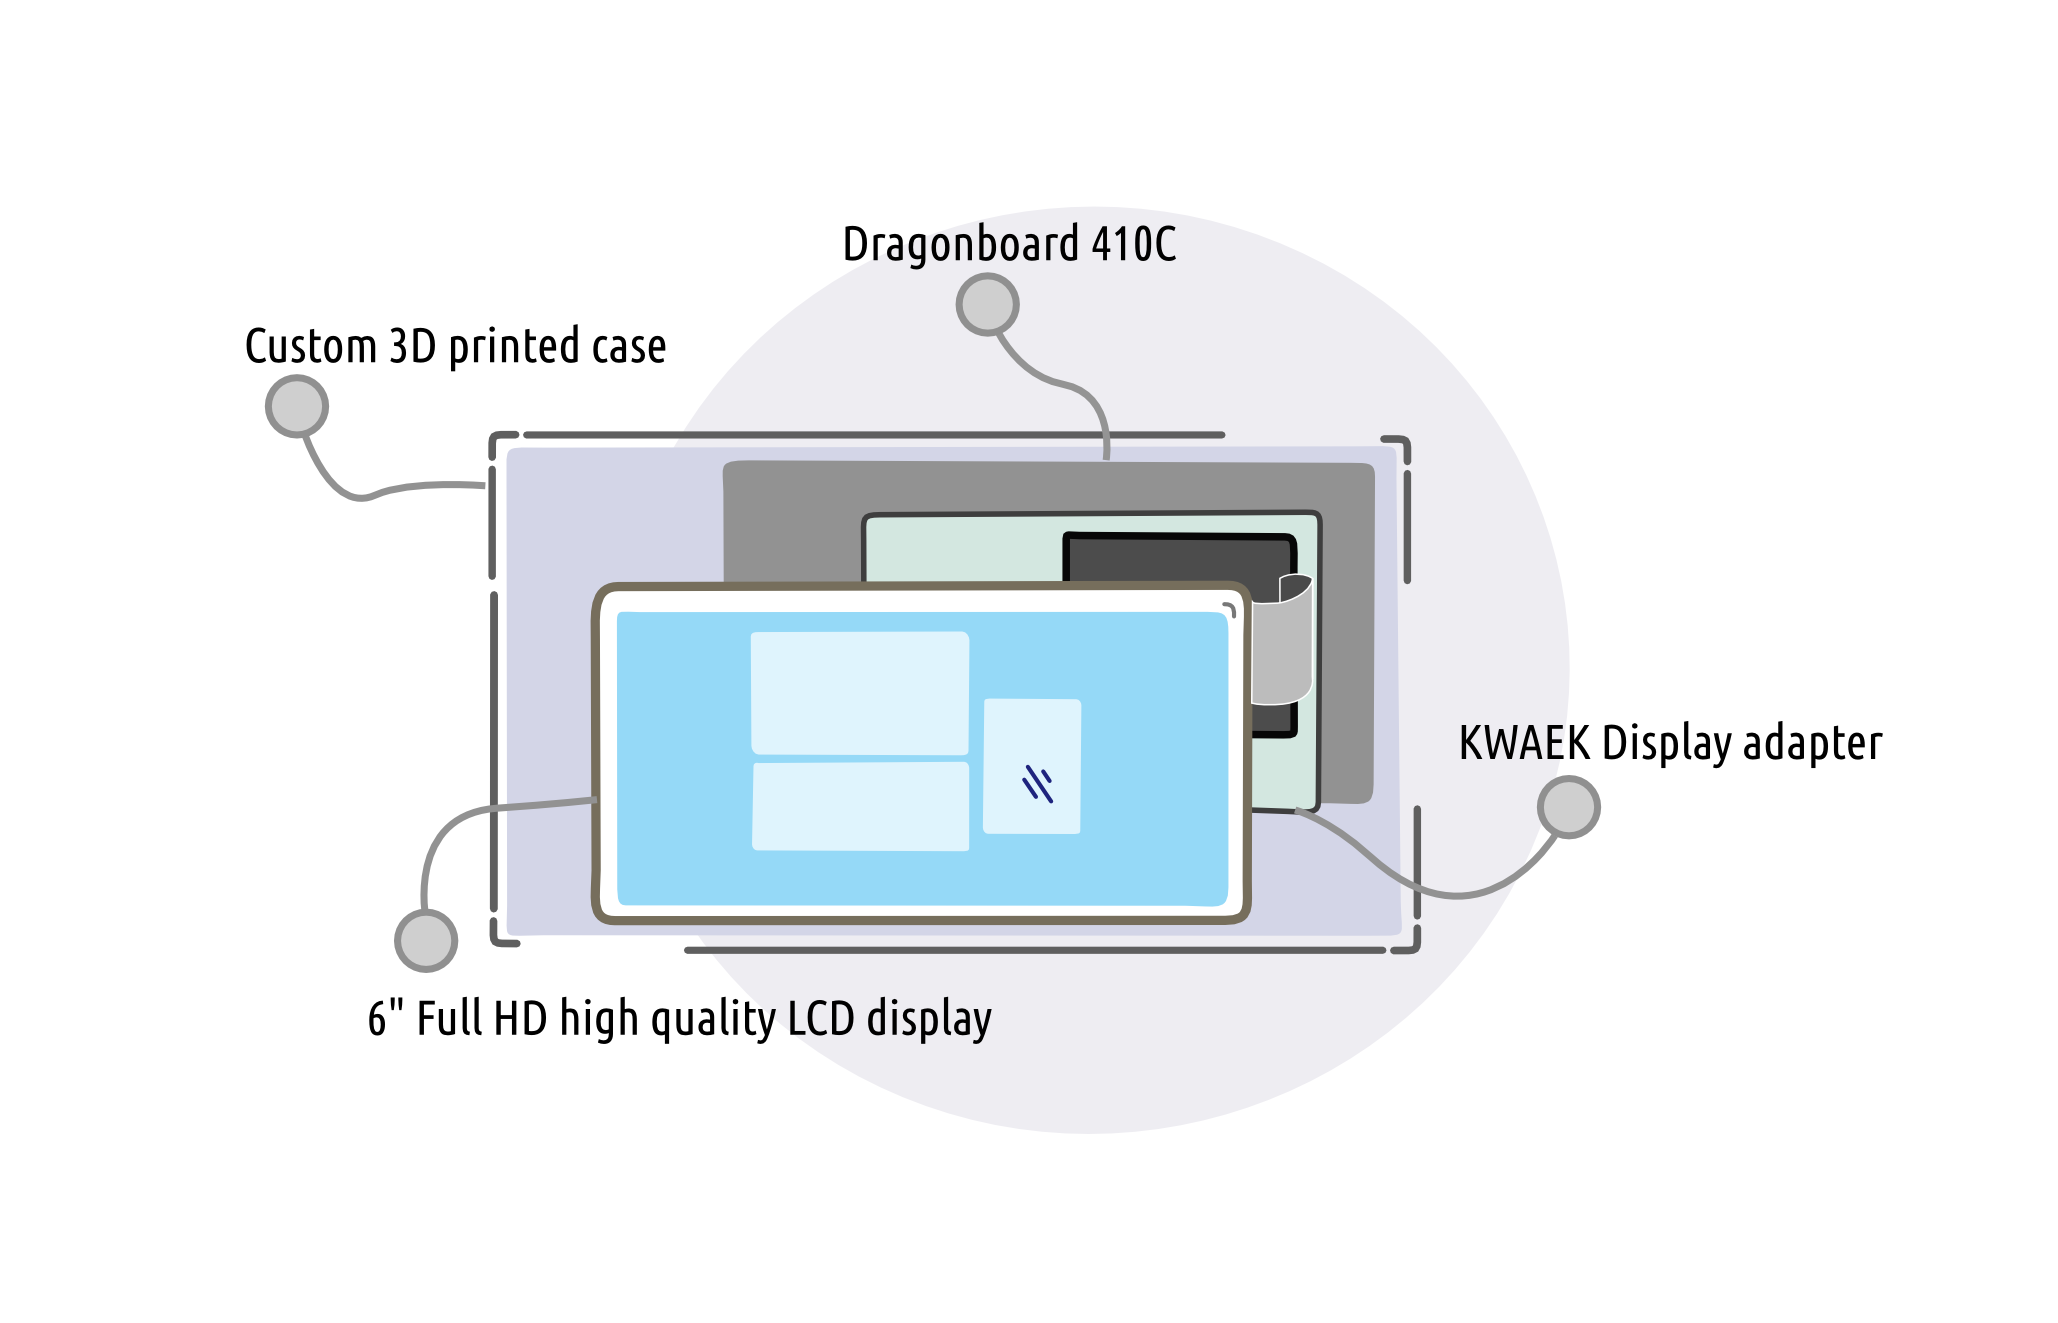 Dragonboard 410C
Custom 3D printed case
KWAEK Display adapter
6" Full HD high quality LCD display